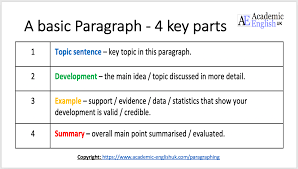 A basic Paragraph - 4 key parts
AE Academic
English UK
1 Topic sentence – key topic in this paragraph.
2 Development – the main idea / topic discussed in more detail.
3 Example – support / evidence / data / statistics that show your
development is valid / credible.
4 Summary – overall main point summarised / evaluated.
Copyright: https://www.academic-englishuk.com/paragraphing